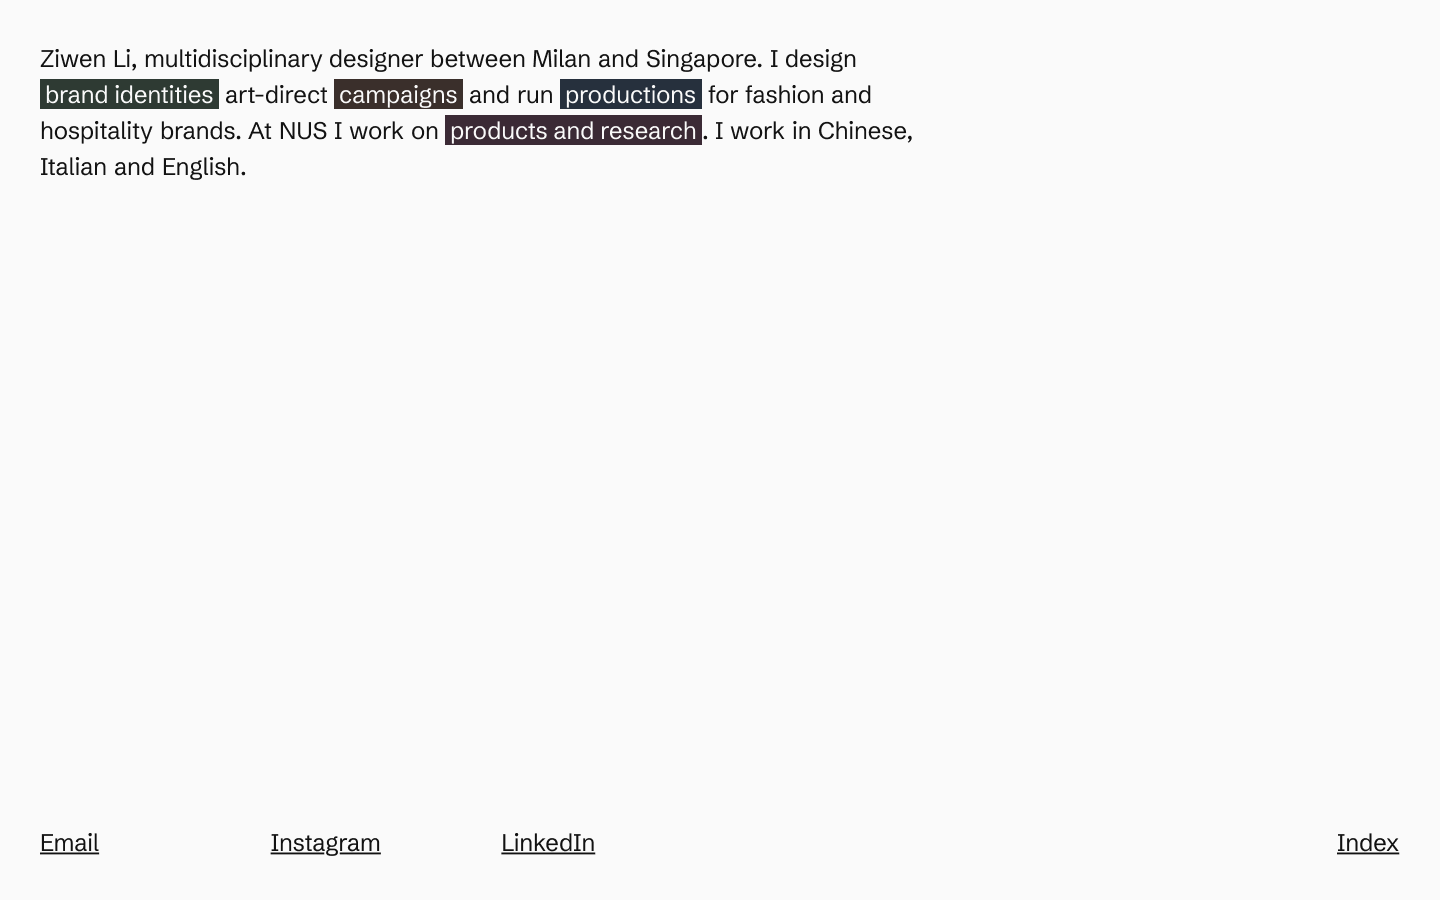 Ziwen Li, multidisciplinary designer between Milan and Singapore. I design
brand identities art-direct campaigns and run productions for fashion and
hospitality brands. At NUS I work on products and research. I work in Chinese,
Italian and English.
Email Instagram LinkedIn Index